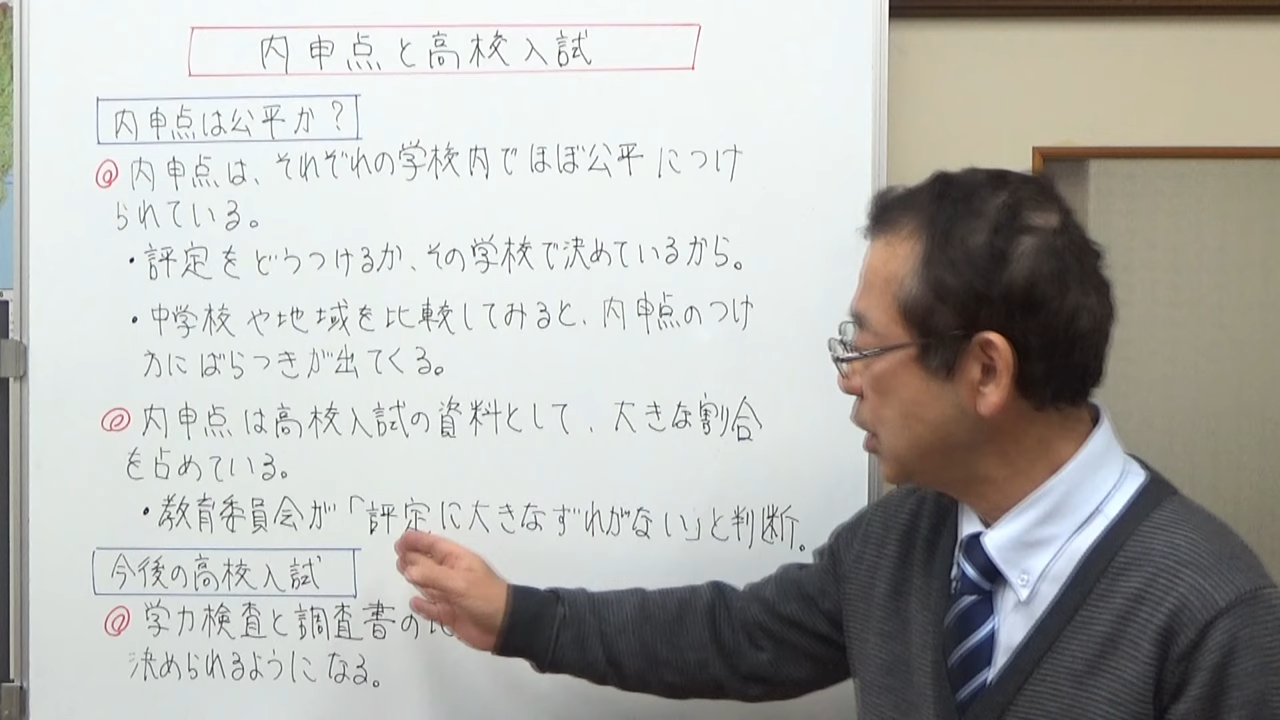 内申点と高校入試
内申点は公平か?
◎内申点は、それぞれの学校内でほぼ公平につけ
られている。
・評定をどうつけるか、その学校で決めているから。
・中学校や地域を比較してみると、内申点のつけ
方にばらつきが出てくる。
◎内申点は高校入試の資料として、大きな割合
を占めている。
・教育委員会が「評定に大きなずれがない」と判断。
今後の高校入試
◎学力検査と調査書の
決められるようになる。